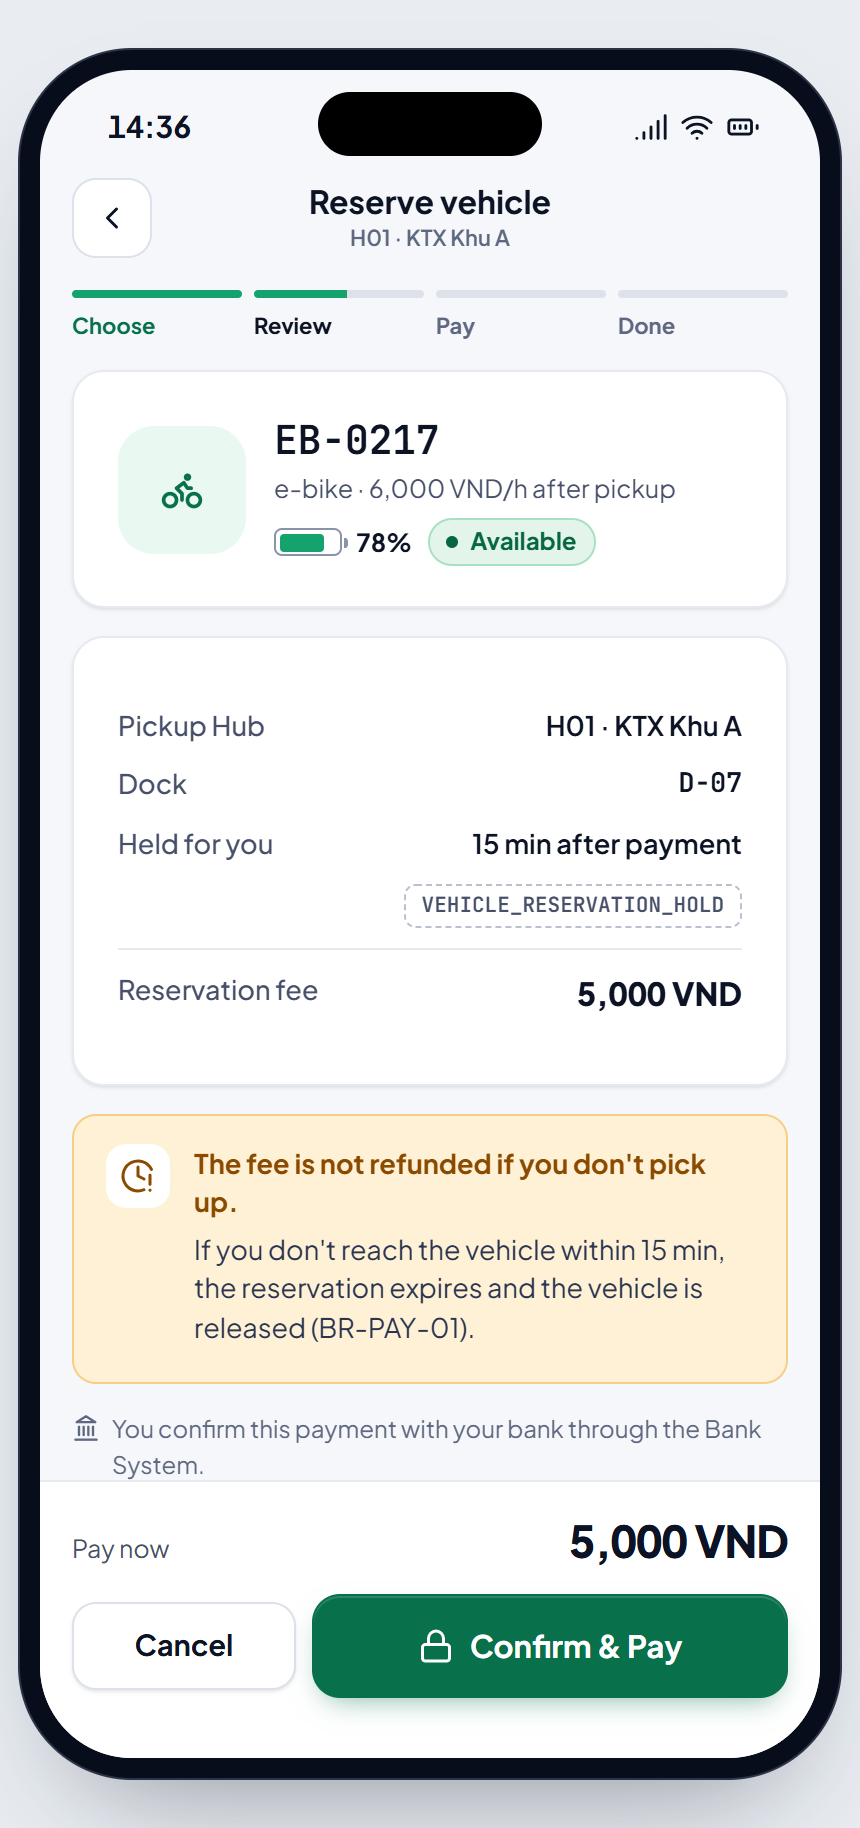 14:36
Reserve vehicle
H01 · KTX Khu A
Choose
Review
Pay
Done
EB-0217
e-bike · 6,000 VND/h after pickup
78%
Available
Pickup Hub
H01 · KTX Khu A
Dock
D-07
Held for you
15 min after payment
VEHICLE_RESERVATION_HOLD
Reservation fee
5,000 VND
The fee is not refunded if you don't pick
up.
If you don't reach the vehicle within 15 min,
the reservation expires and the vehicle is
released (BR-PAY-01).
You confirm this payment with your bank through the Bank
System.
Pay now
5,000 VND
Cancel
Confirm & Pay